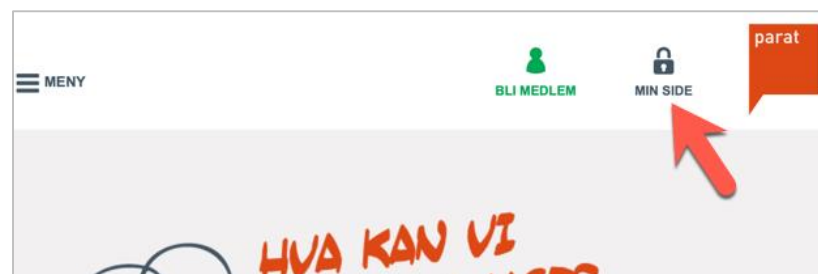 parat
MENY
BLI MEDLEM
MIN SIDE
HVA KAN VI